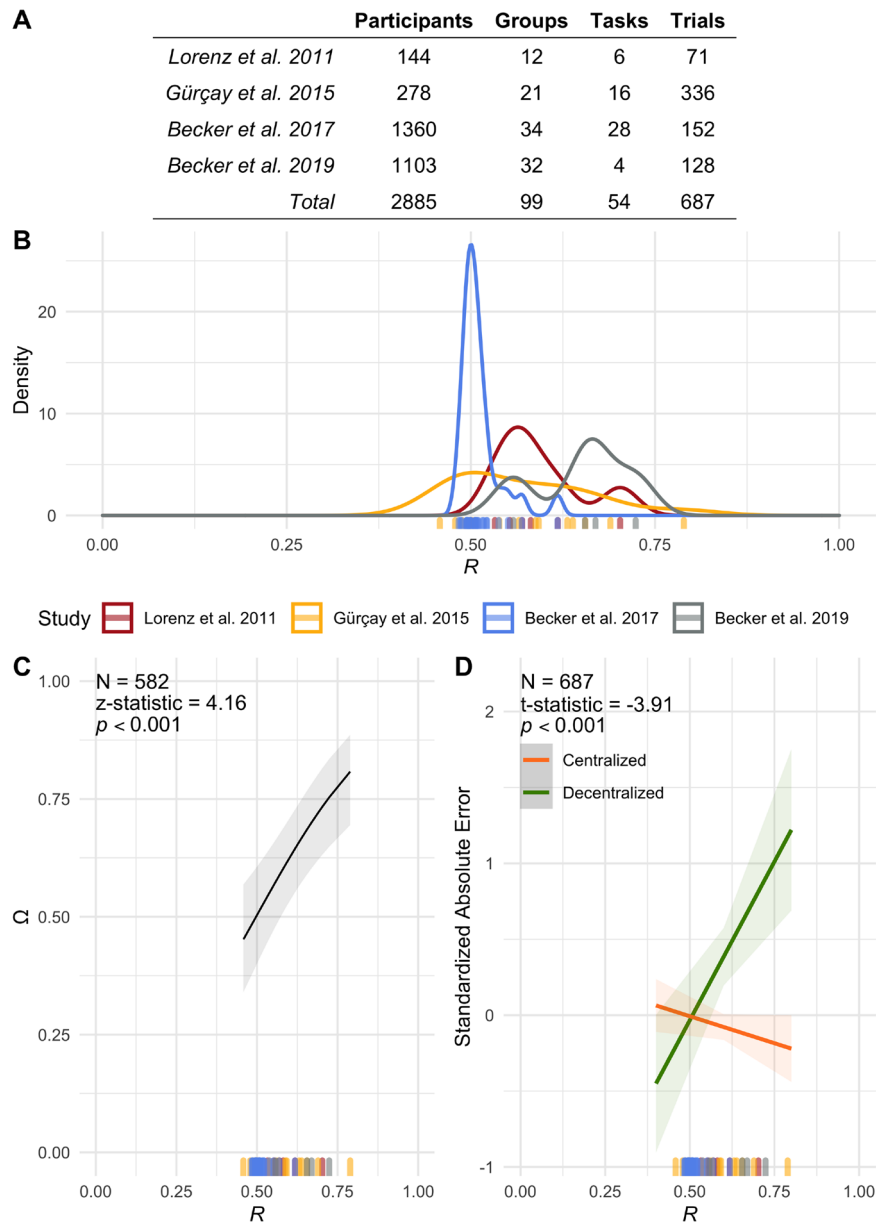 A
Participants Groups Tasks Trials
Lorenz et al. 2011 144 12 6 71
Gürçay et al. 2015 278 21 16 336
Becker et al. 2017 1360 34 28 152
Becker et al. 2019 1103 32 4 128
Total 2885 99 54 687
B
Density
20
10
0
0.00 0.25 0.50 0.75 1.00
R
Study Lorenz et al. 2011 Gürçay et al. 2015 Becker et al. 2017 Becker et al. 2019
C
N = 582
z-statistic = 4.16
p < 0.001
Ω
1.00
0.75
0.50
0.25
0.00
0.00 0.25 0.50 0.75 1.00
R
D
N = 687
t-statistic = -3.91
p < 0.001
Centralized
Decentralized
Standardized Absolute Error
2
1
0
-1
0.00 0.25 0.50 0.75 1.00
R